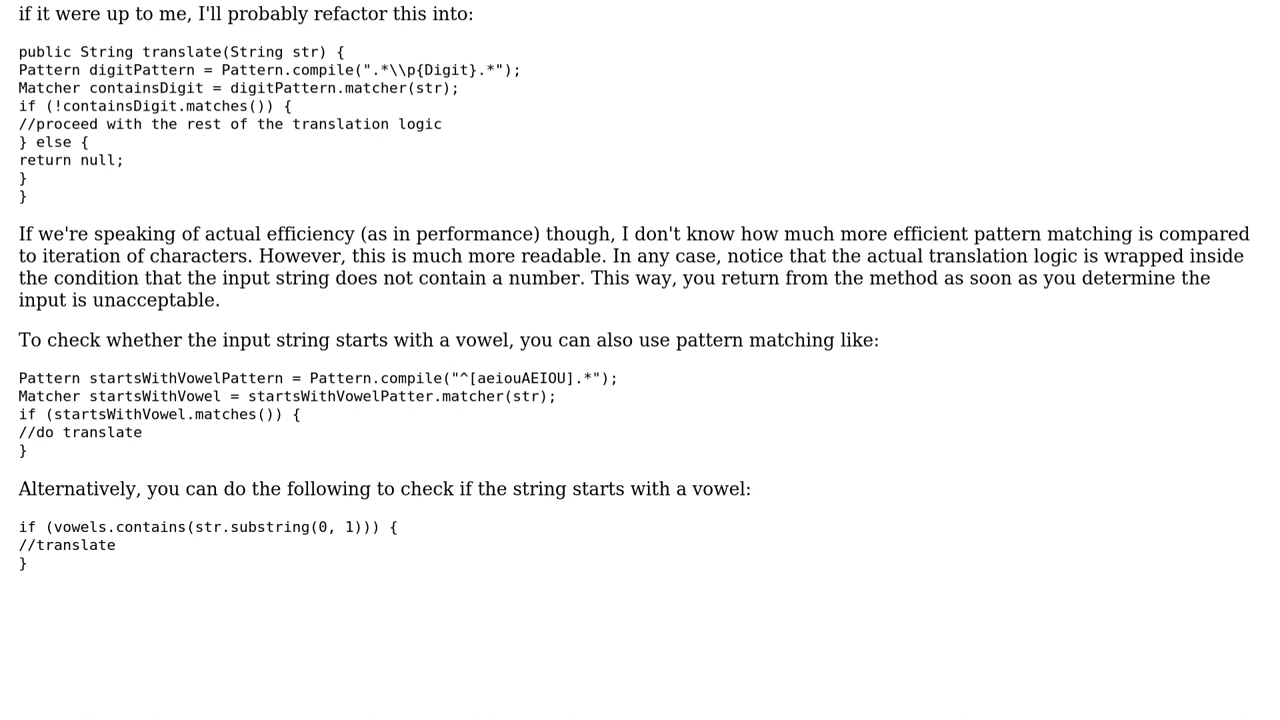 if it were up to me, I'll probably refactor this into:
public String translate(String str) {
Pattern digitPattern = Pattern.compile(".*\\p{Digit}.*");
Matcher containsDigit = digitPattern.matcher(str);
if (!containsDigit.matches()) {
//proceed with the rest of the translation logic
} else {
return null;
}
}
If we're speaking of actual efficiency (as in performance) though, I don't know how much more efficient pattern matching is compared
to iteration of characters. However, this is much more readable. In any case, notice that the actual translation logic is wrapped inside
the condition that the input string does not contain a number. This way, you return from the method as soon as you determine the
input is unacceptable.
To check whether the input string starts with a vowel, you can also use pattern matching like:
Pattern startsWithVowelPattern = Pattern.compile("^[aeiouAEIOU].*");
Matcher startsWithVowel = startsWithVowelPatter.matcher(str);
if (startsWithVowel.matches()) {
//do translate
}
Alternatively, you can do the following to check if the string starts with a vowel:
if (vowels.contains(str.substring(0, 1))) {
//translate
}